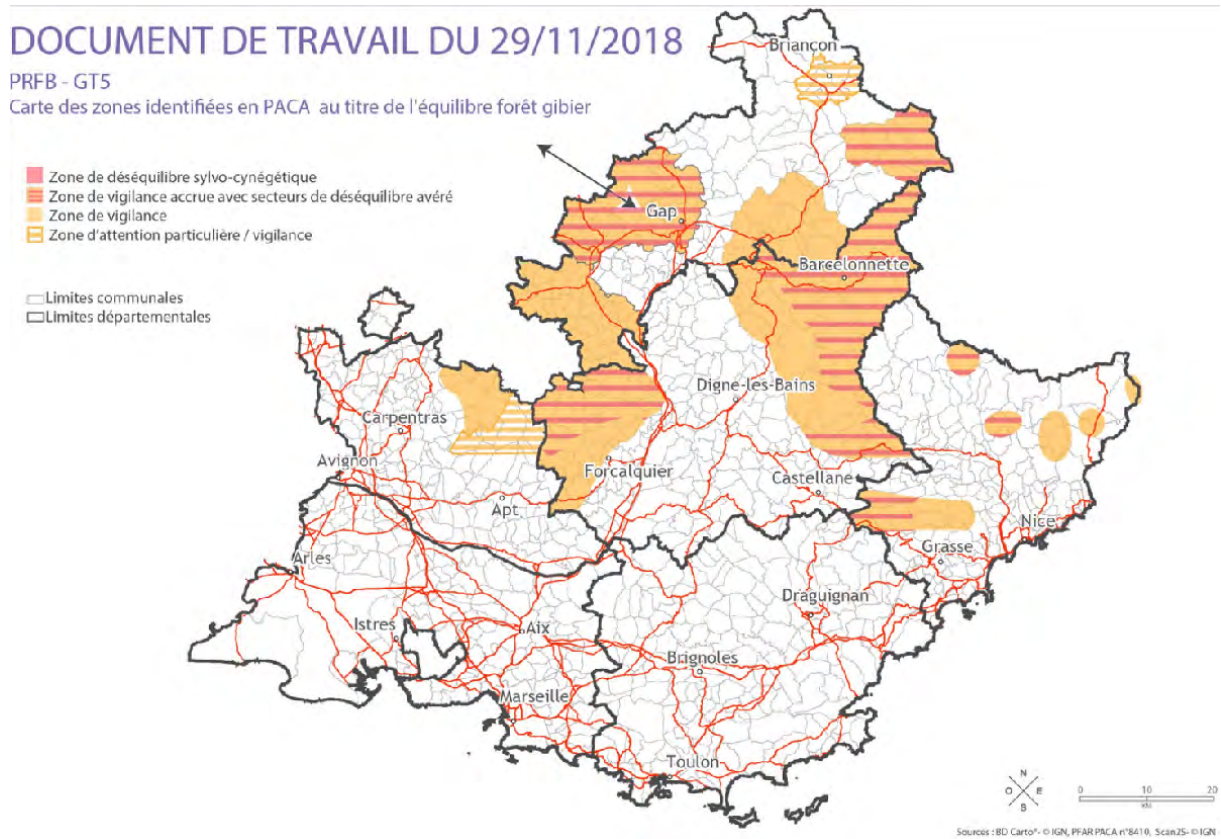 DOCUMENT DE TRAVAIL DU 29/11/2018
PRFB - GT5
Carte des zones identifiées en PACA au titre de l'équilibre forêt gibier
Zone de déséquilibre sylvo-cynégétique
Zone de vigilance accrue avec secteurs de déséquilibre avéré
Zone de vigilance
Zone d'attention particulière / vigilance
Limites communales
Limites départementales
Briançon
Gap
Barcelonnette
Digne-les-Bains
Carpentras
Avignon
Forcalquier
Castellane
Apt
Nice
Grasse
Arles
Draguignan
Istres
Aix
Brignoles
Marseille
Toulon
N
O E
S
0 10 20
KM
Sources : BD Carto®- © IGN, PFAR PACA n°8410, Scan25- © IGN